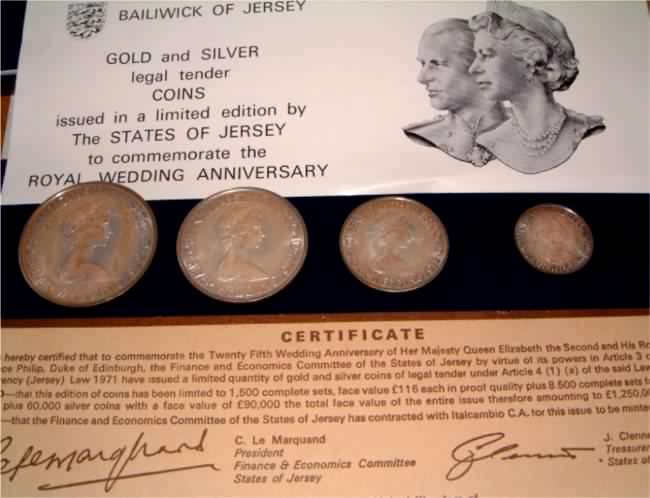 BAILIWICK OF JERSEY
GOLD and SILVER
legal tender
COINS
issued in a limited edition by
The STATES OF JERSEY
to commemorate the
ROYAL WEDDING ANNIVERSARY
CERTIFICATE
hereby certified that to commemorate the Twenty Fifth Wedding Anniversary of Her Majesty Queen Elizabeth the Second and His Ro
ce Philip, Duke of Edinburgh, the Finance and Economics Committee of the States of Jersey by virtue of its powers in Article 3 o
ency (Jersey) Law 1971 have issued a limited quantity of gold and silver coins of legal tender under Article 4 (1) (a) of the said Law
—that this edition of coins has been limited to 1,500 complete sets, face value £116 each in proof quality plus 8.500 complete sets fo
plus 60,000 silver coins with a face value of £90,000 the total face value of the entire issue therefore amounting to £1,250,00
—that the Finance and Economics Committee of the States of Jersey has contracted with Italcambio C.A. for this issue to be minte
C. Le Marquand
President
Finance & Economics Committee
States of Jersey
J. Clenne
Treasurer
States of